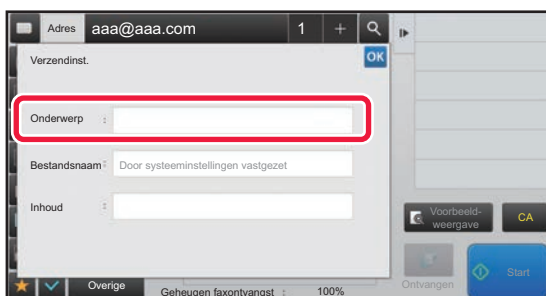 Adres aaa@aaa.com 1 +
Verzendinst. OK
Onderwerp :
Bestandsnaam : Door systeeminstellingen vastgezet
Inhoud :
Voorbeeld-
weergave
CA
Overige
Geheugen faxontvangst : 100%
Ontvangen
Start